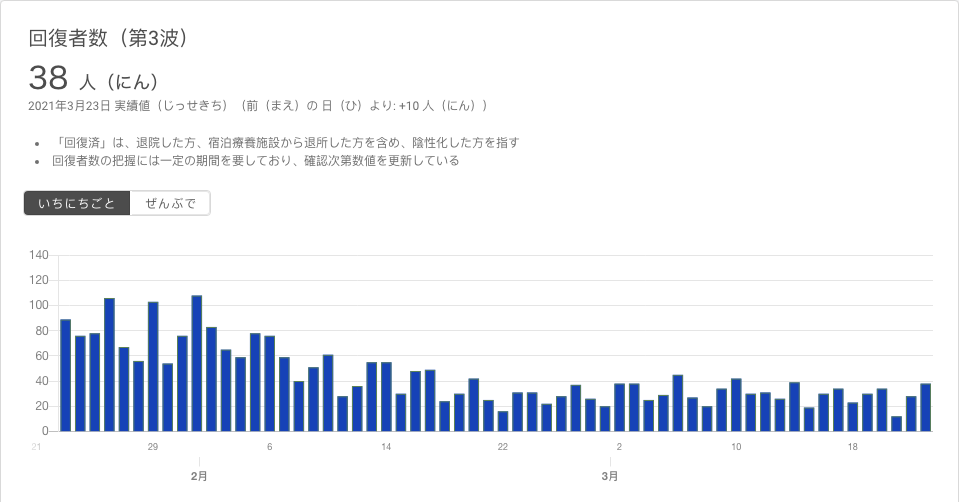 回復者数（第3波）
38 人（にん）
2021年3月23日 実績値（じっせきち）（前（まえ）の 日（ひ）より: +10 人（にん））
• 「回復済」は、退院した方、宿泊療養施設から退所した方を含め、陰性化した方を指す
• 回復者数の把握には一定の期間を要しており、確認次第数値を更新している
いちにちごと ぜんぶで
140
120
100
80
60
40
20
0
21 29 6 14 22 2 10 18
2月 3月